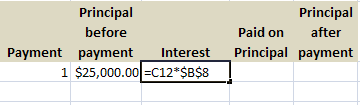 Principal Principal
before Paid on after
Payment payment Interest Principal payment
1 $25,000.00 =C12*$B$8